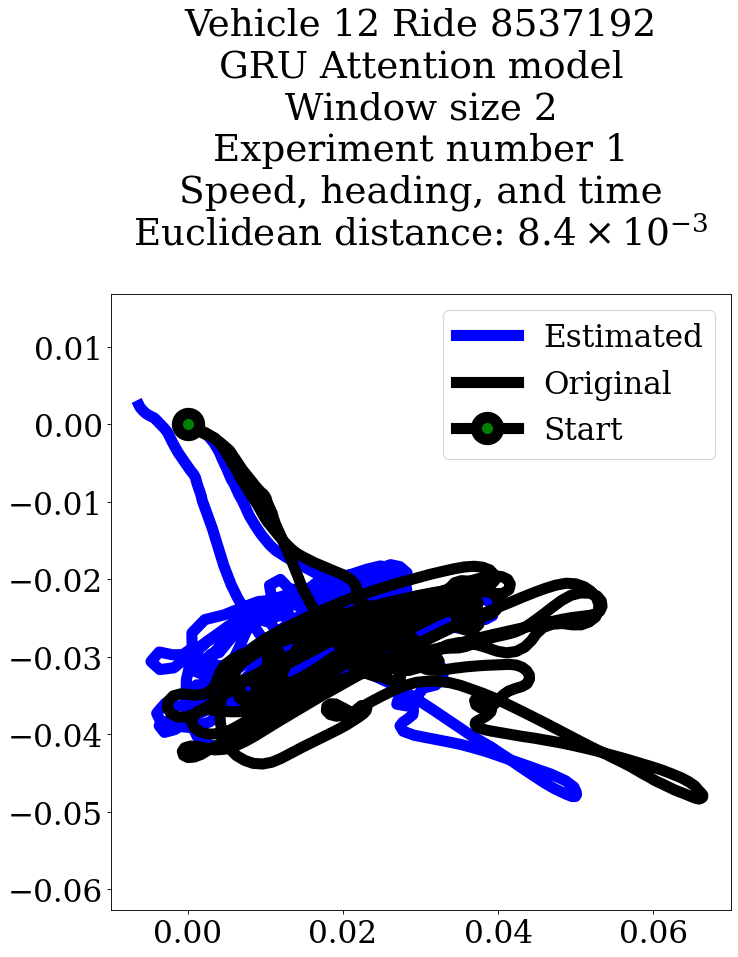 Vehicle 12 Ride 8537192
GRU Attention model
Window size 2
Experiment number 1
Speed, heading, and time
Euclidean distance: 8.4 × 10⁻³
Estimated
Original
Start
0.01
0.00
−0.01
−0.02
−0.03
−0.04
−0.05
−0.06
0.00 0.02 0.04 0.06